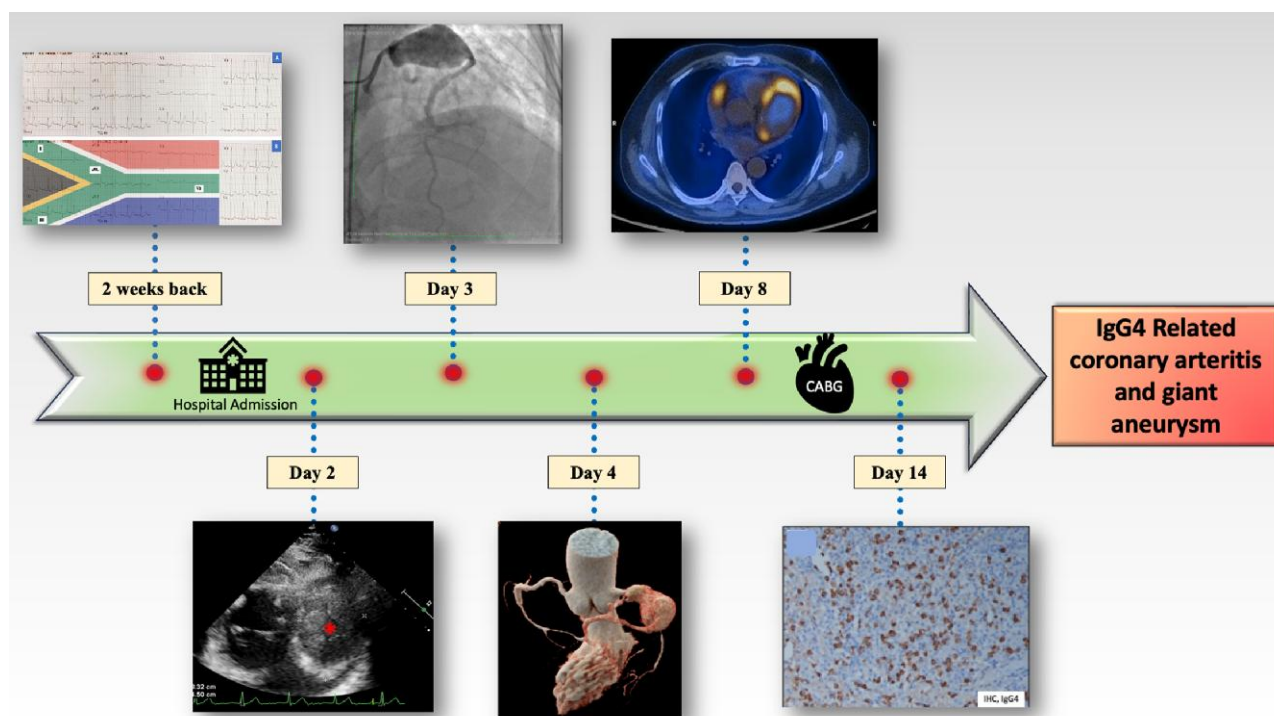 A
B
2 weeks back
Day 3
Day 8
Hospital Admission
CABG
IgG4 Related
coronary arteritis
and giant
aneurysm
Day 2
Day 4
Day 14
IHC, IgG4